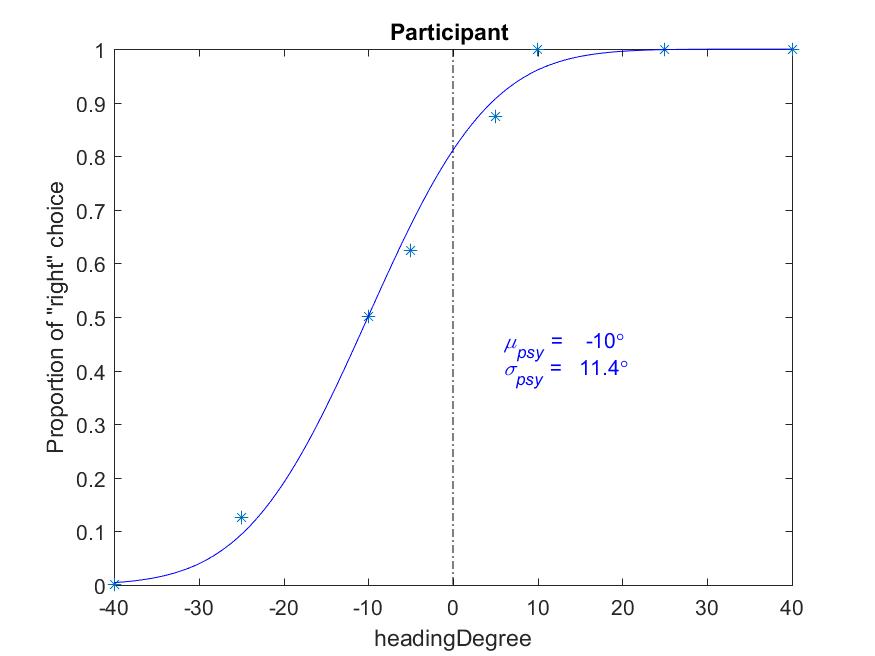 Participant
1
0.9
0.8
0.7
0.6
0.5
0.4
0.3
0.2
0.1
0
Proportion of "right" choice
μpsy = -10°
σpsy = 11.4°
-40 -30 -20 -10 0 10 20 30 40
headingDegree